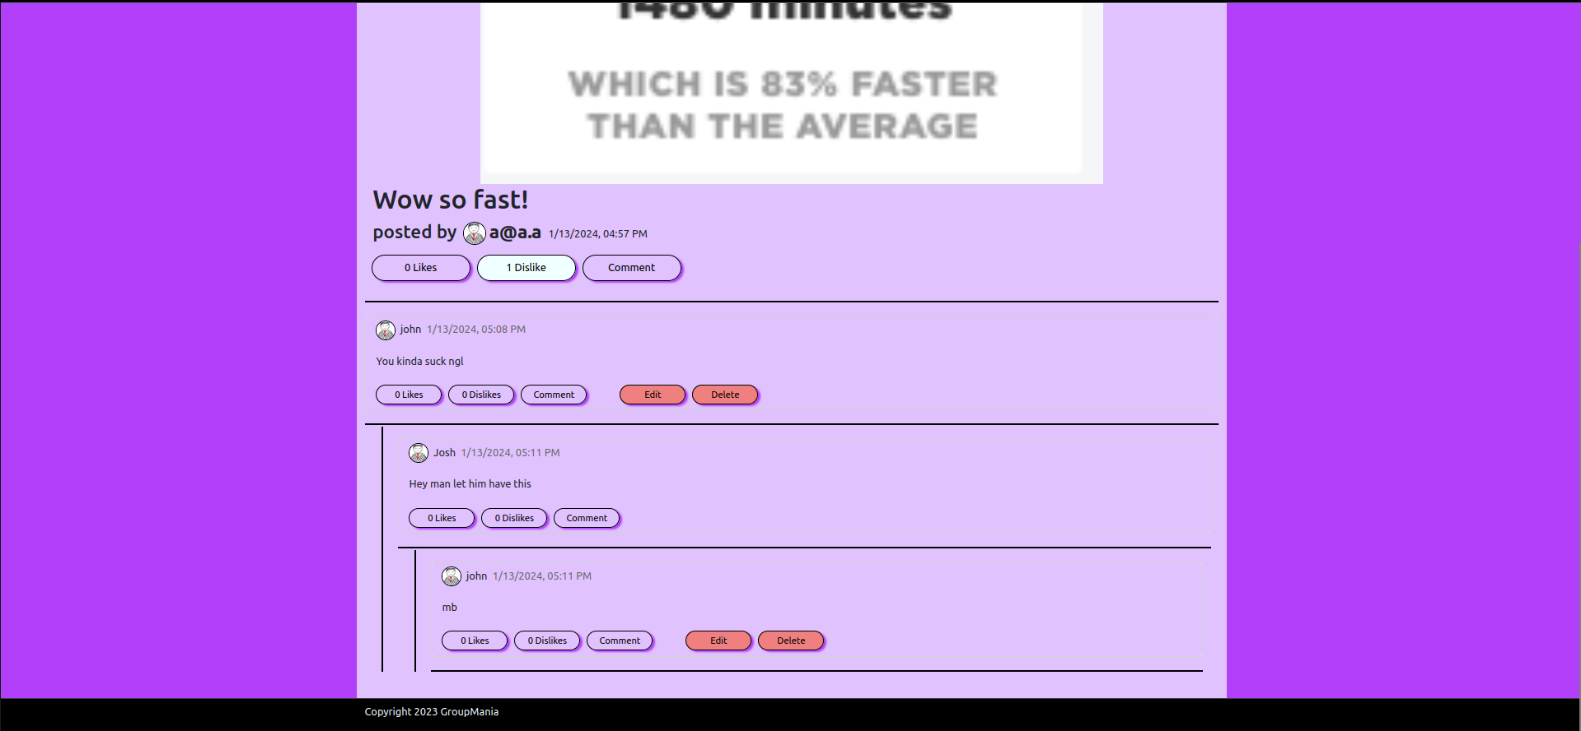 1480 minutes
WHICH IS 83% FASTER
THAN THE AVERAGE
Wow so fast!
posted by a@a.a 1/13/2024, 04:57 PM
0 Likes 1 Dislike Comment
john 1/13/2024, 05:08 PM
You kinda suck ngl
0 Likes 0 Dislikes Comment Edit Delete
Josh 1/13/2024, 05:11 PM
Hey man let him have this
0 Likes 0 Dislikes Comment
john 1/13/2024, 05:11 PM
mb
0 Likes 0 Dislikes Comment Edit Delete
Copyright 2023 GroupMania